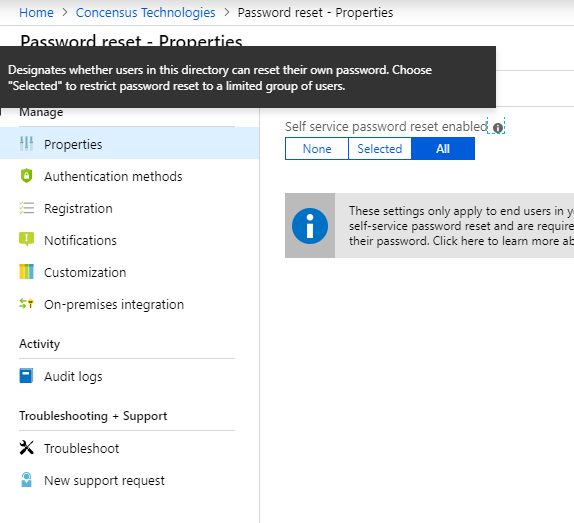 Home > Concensus Technologies > Password reset - Properties
Password reset - Properties
Designates whether users in this directory can reset their own password. Choose
"Selected" to restrict password reset to a limited group of users.
Manage
Properties
Authentication methods
Registration
Notifications
Customization
On-premises integration
Activity
Audit logs
Troubleshooting + Support
Troubleshoot
New support request
Self service password reset enabled
None Selected All
These settings only apply to end users in
self-service password reset and are require
their password. Click here to learn more